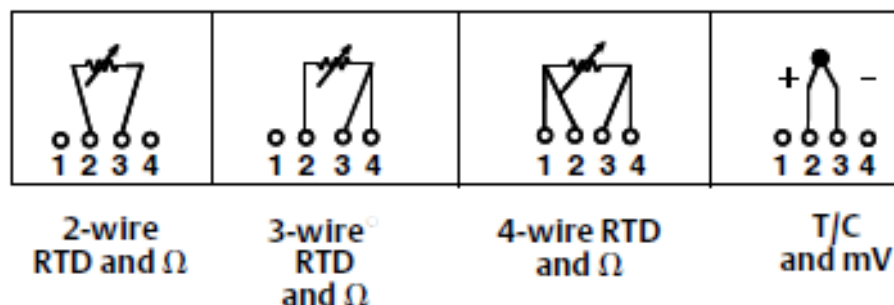 + -
1 2 3 4
1 2 3 4
1 2 3 4
1 2 3 4
2-wire
RTD and Ω
3-wire
RTD
and Ω
4-wire RTD
and Ω
T/C
and mV